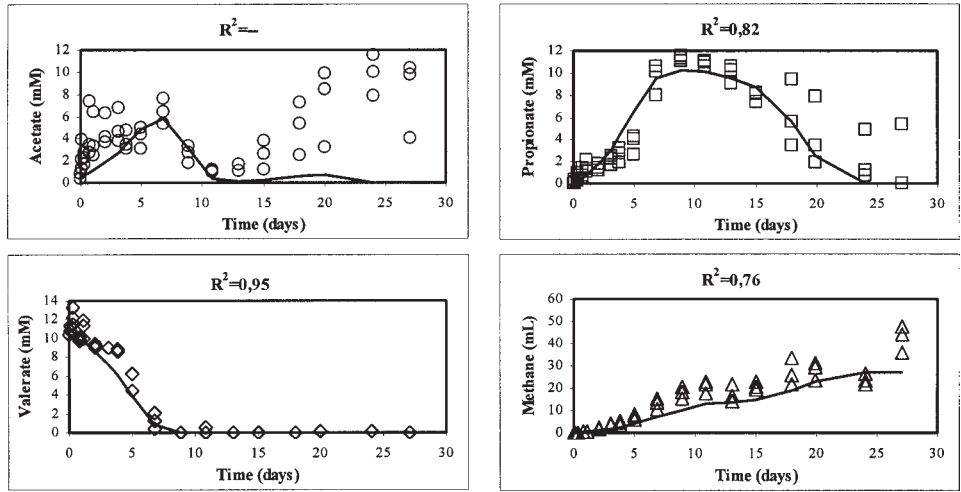 R²=--
Acetate (mM)
12
10
8
6
4
2
0
0 5 10 15 20 25 30
Time (days)
R²=0,82
Propionate (mM)
12
10
8
6
4
2
0
0 5 10 15 20 25 30
Time (days)
R²=0,95
Valerate (mM)
14
12
10
8
6
4
2
0
0 5 10 15 20 25 30
Time (days)
R²=0,76
Methane (mL)
60
50
40
30
20
10
0
0 5 10 15 20 25 30
Time (days)